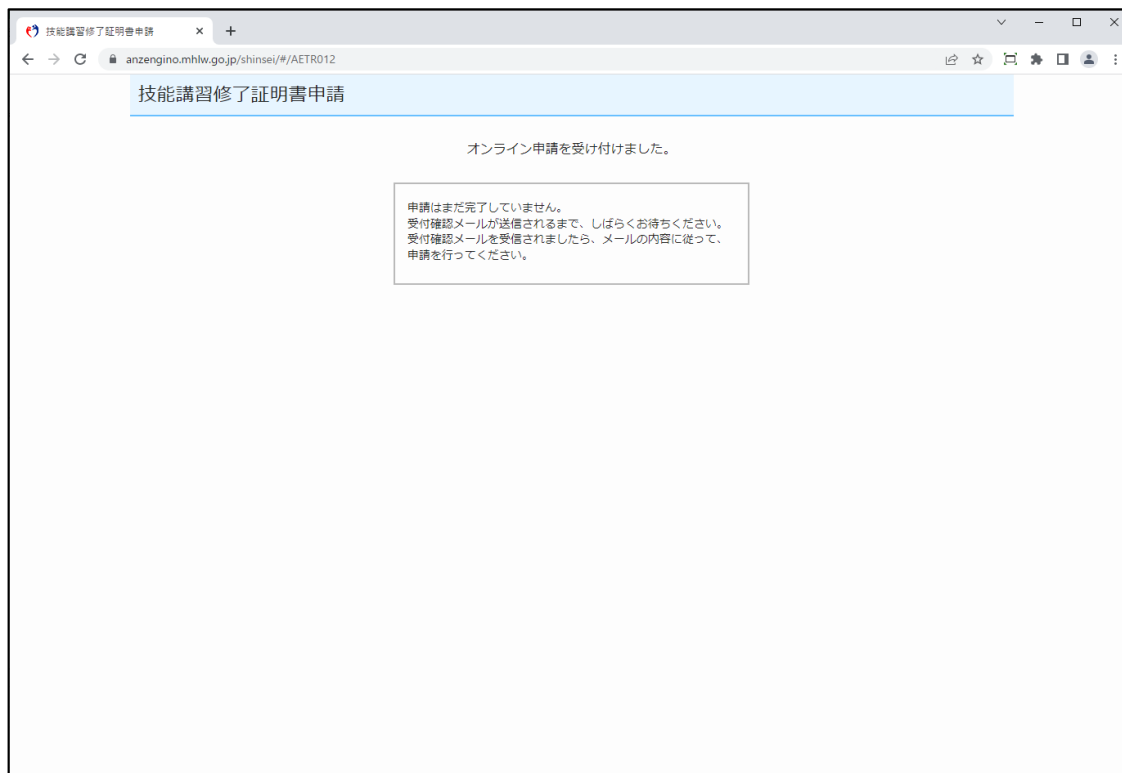 技能講習修了証明書申請
anzengino.mhlw.go.jp/shinsei/#/AETR012
技能講習修了証明書申請
オンライン申請を受け付けました。
申請はまだ完了していません。
受付確認メールが送信されるまで、しばらくお待ちください。
受付確認メールを受信されましたら、メールの内容に従って、
申請を行ってください。